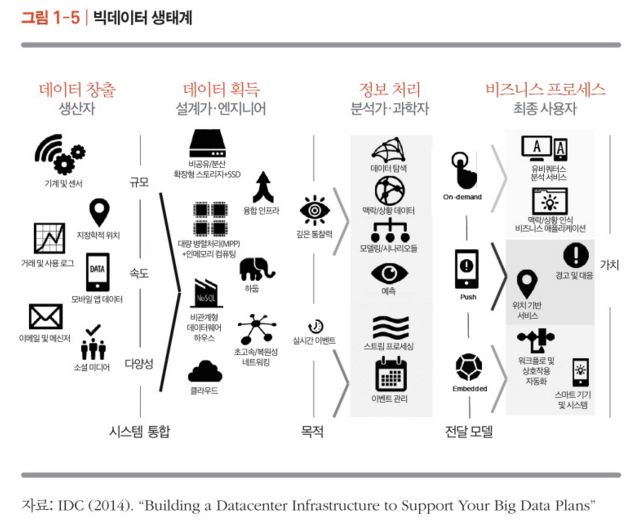 그림 1-5 | 빅데이터 생태계
데이터 창출
생산자
기계 및 센서
지정학적 위치
거래 및 사용 로그
DATA
모바일 앱 데이터
이메일 및 메신저
소셜 미디어
규모
속도
다양성
시스템 통합
데이터 획득
설계가·엔지니어
비공유/분산
확장형 스토리지+SSD
융합 인프라
대량 병렬처리(MPP)
+인메모리 컴퓨팅
하둡
NoSQL
비관계형
데이터웨어
하우스
초고속/복원성
네트워킹
클라우드
깊은 통찰력
실시간 이벤트
목적
정보 처리
분석가·과학자
데이터 탐색
맥락/상황 데이터
모델링/시나리오들
예측
스트림 프로세싱
이벤트 관리
On-demand
Push
Embedded
전달 모델
비즈니스 프로세스
최종 사용자
A
A
유비쿼터스
분석 서비스
맥락/상황 인식
비즈니스 애플리케이션
경고 및 대응
위치 기반
서비스
워크플로 및
상호작용
자동화
스마트 기기
및 시스템
가치
자료: IDC (2014). “Building a Datacenter Infrastructure to Support Your Big Data Plans”